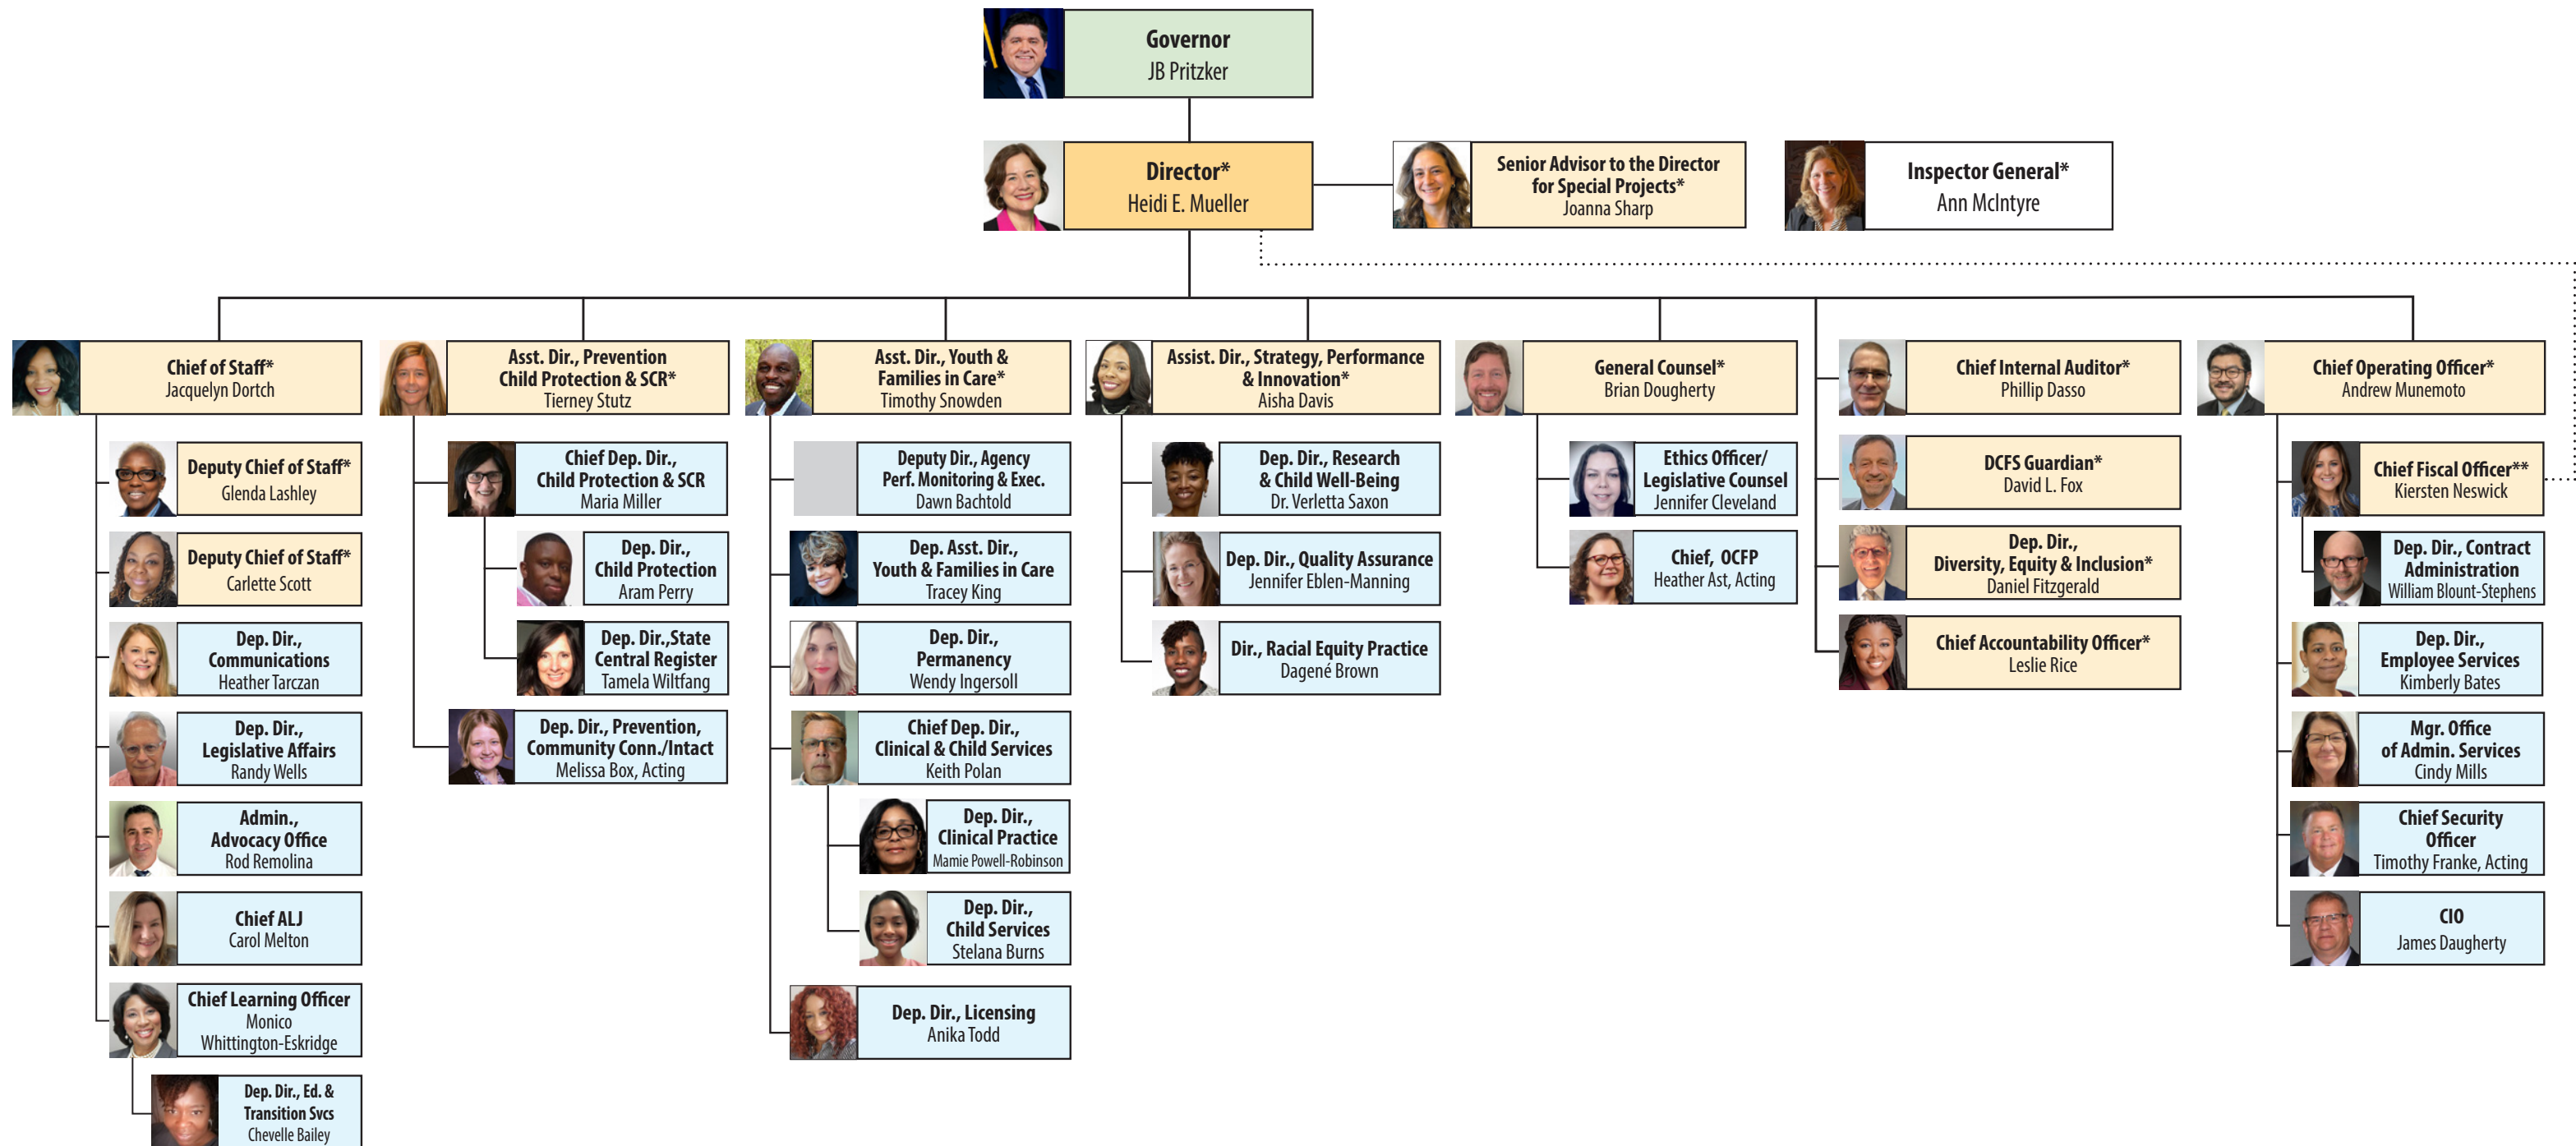 Governor
JB Pritzker
Director*
Heidi E. Mueller
Senior Advisor to the Director
for Special Projects*
Joanna Sharp
Inspector General*
Ann McIntyre
Chief of Staff*
Jacquelyn Dortch
Deputy Chief of Staff*
Glenda Lashley
Deputy Chief of Staff*
Carlette Scott
Dep. Dir.,
Communications
Heather Tarczan
Dep. Dir.,
Legislative Affairs
Randy Wells
Admin.,
Advocacy Office
Rod Remolina
Chief ALJ
Carol Melton
Chief Learning Officer
Monico
Whittington-Eskridge
Dep. Dir., Ed. &
Transition Svcs
Chevelle Bailey
Asst. Dir., Prevention
Child Protection & SCR*
Tierney Stutz
Chief Dep. Dir.,
Child Protection & SCR
Maria Miller
Dep. Dir.,
Child Protection
Aram Perry
Dep. Dir.,State
Central Register
Tamela Wiltfang
Dep. Dir., Prevention,
Community Conn./Intact
Melissa Box, Acting
Asst. Dir., Youth &
Families in Care*
Timothy Snowden
Deputy Dir., Agency
Perf. Monitoring & Exec.
Dawn Bachtold
Dep. Asst. Dir.,
Youth & Families in Care
Tracey King
Dep. Dir.,
Permanency
Wendy Ingersoll
Chief Dep. Dir.,
Clinical & Child Services
Keith Polan
Dep. Dir.,
Clinical Practice
Mamie Powell-Robinson
Dep. Dir.,
Child Services
Stelana Burns
Dep. Dir., Licensing
Anika Todd
Assist. Dir., Strategy, Performance
& Innovation*
Aisha Davis
Dep. Dir., Research
& Child Well-Being
Dr. Verletta Saxon
Dep. Dir., Quality Assurance
Jennifer Eblen-Manning
Dir., Racial Equity Practice
Dagené Brown
General Counsel*
Brian Dougherty
Ethics Officer/
Legislative Counsel
Jennifer Cleveland
Chief, OCFP
Heather Ast, Acting
Chief Internal Auditor*
Phillip Dasso
DCFS Guardian*
David L. Fox
Dep. Dir.,
Diversity, Equity & Inclusion*
Daniel Fitzgerald
Chief Accountability Officer*
Leslie Rice
Chief Operating Officer*
Andrew Munemoto
Chief Fiscal Officer**
Kiersten Neswick
Dep. Dir., Contract
Administration
William Blount-Stephens
Dep. Dir.,
Employee Services
Kimberly Bates
Mgr. Office
of Admin. Services
Cindy Mills
Chief Security
Officer
Timothy Franke, Acting
CIO
James Daugherty